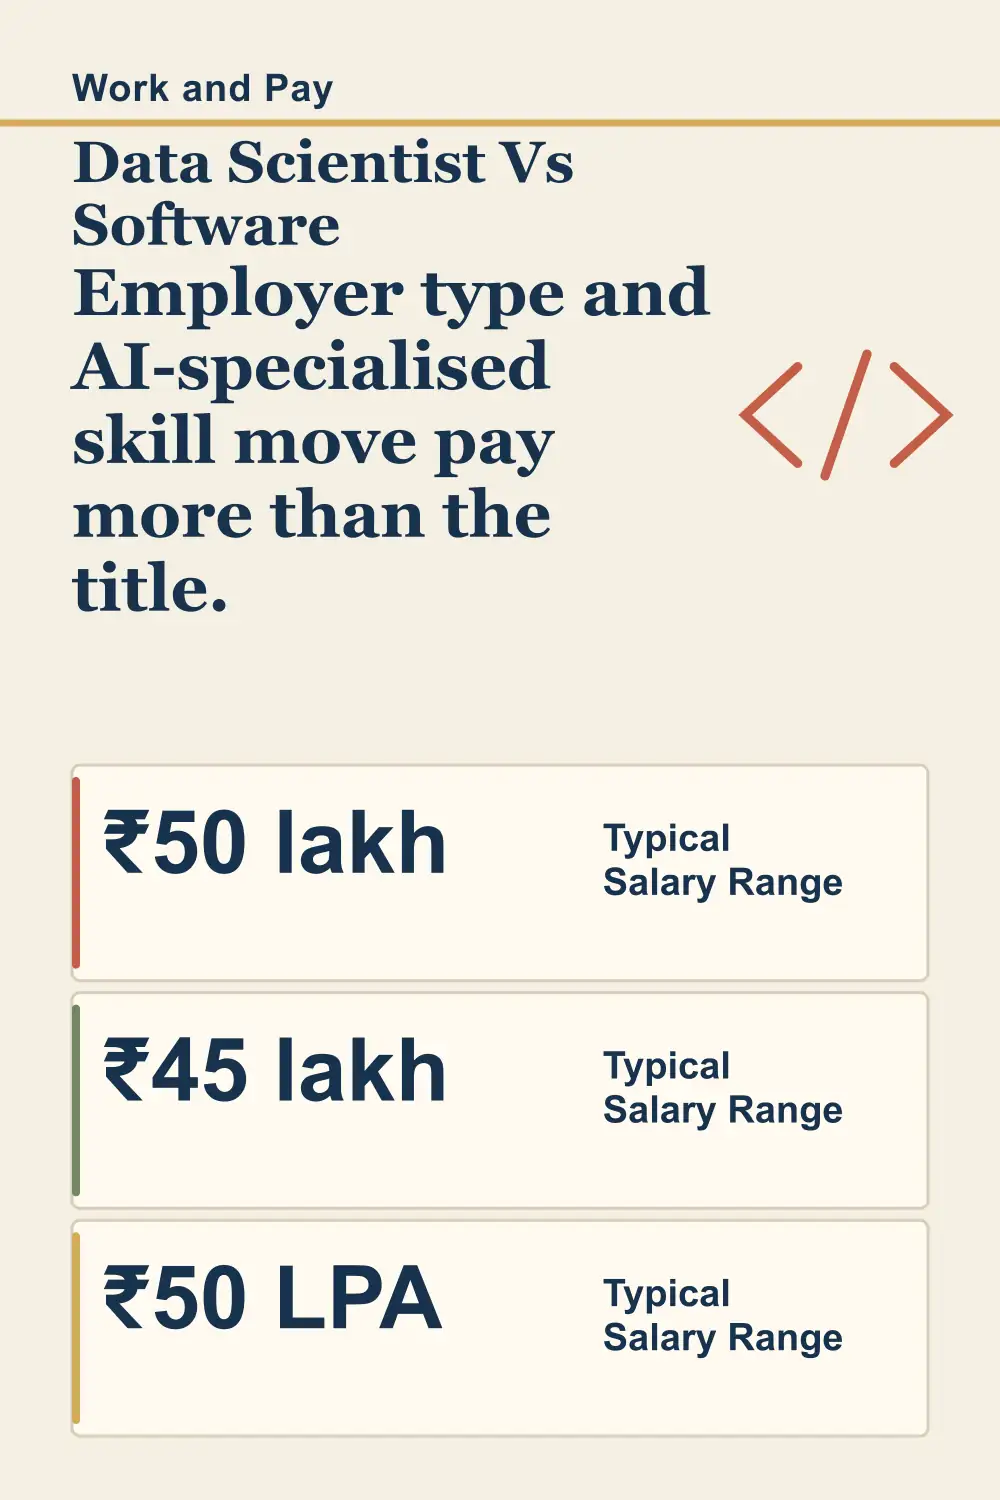 Work and Pay
Data Scientist Vs
Software
Employer type and
AI-specialised
skill move pay
more than the
title.
₹50 lakh
Typical
Salary Range
₹45 lakh
Typical
Salary Range
₹50 LPA
Typical
Salary Range